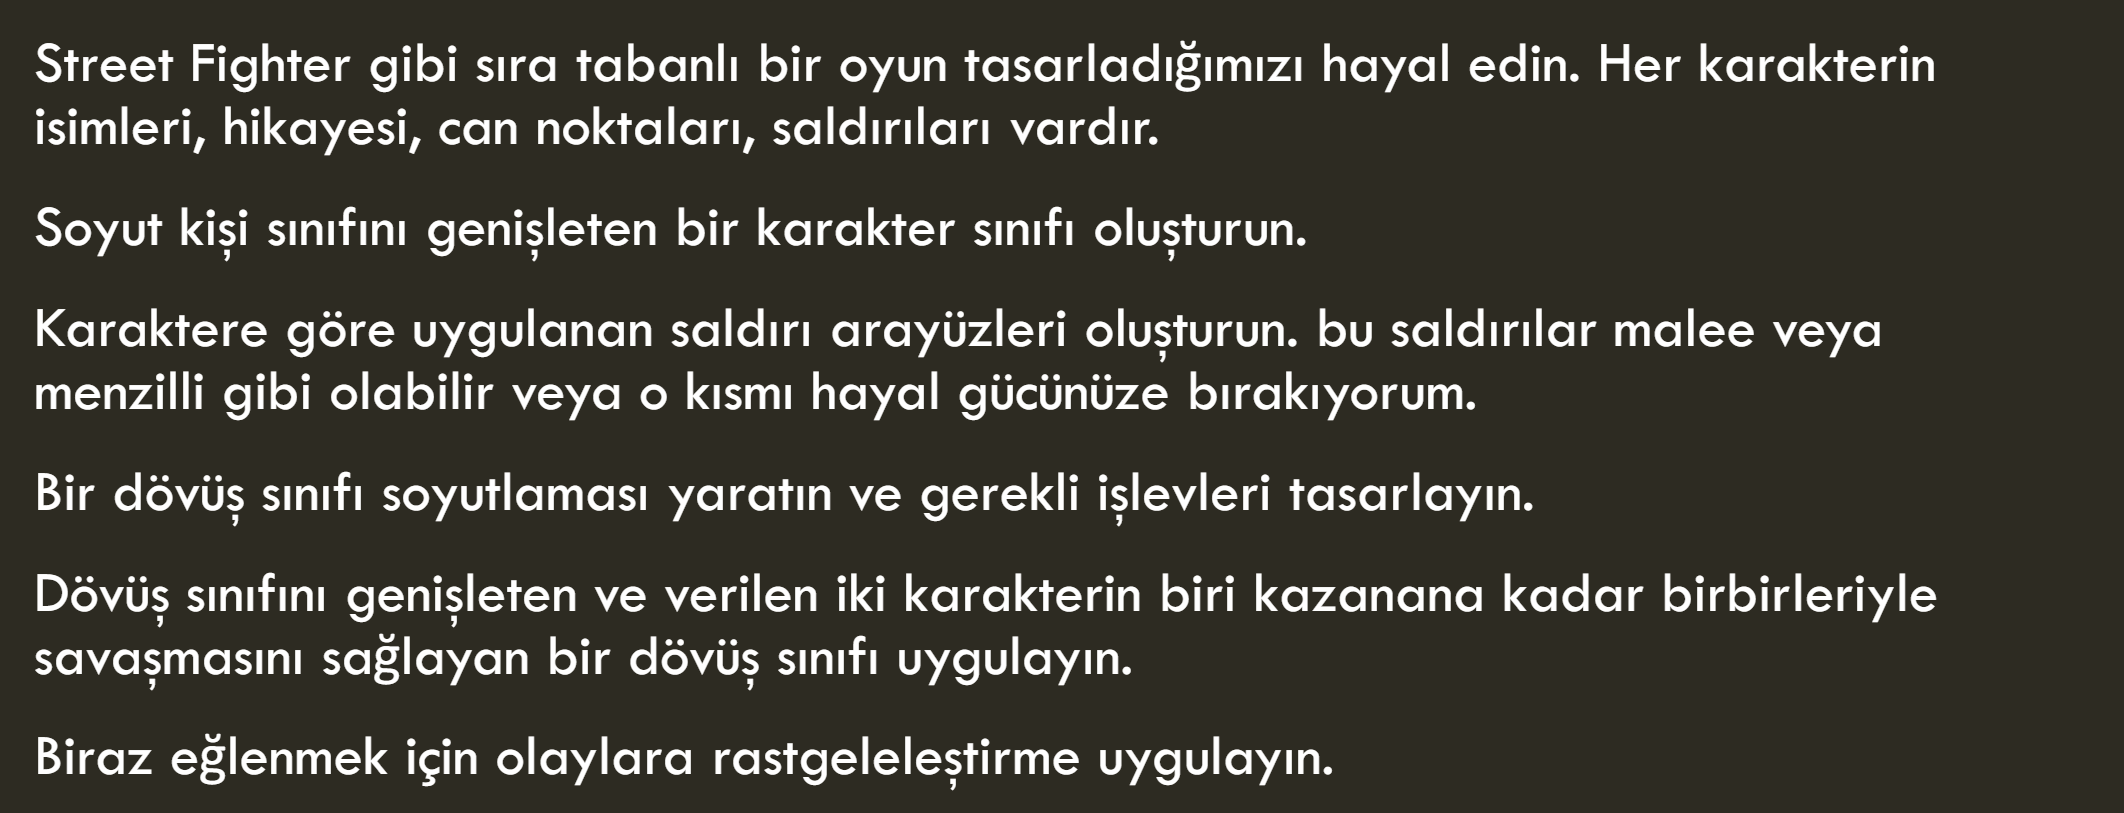 Street Fighter gibi sıra tabanlı bir oyun tasarladığımızı hayal edin. Her karakterin
isimleri, hikayesi, can noktaları, saldırıları vardır.
Soyut kişi sınıfını genişleten bir karakter sınıfı oluşturun.
Karaktere göre uygulanan saldırı arayüzleri oluşturun. bu saldırılar malee veya
menzilli gibi olabilir veya o kısmı hayal gücünüze bırakıyorum.
Bir dövüş sınıfı soyutlaması yaratın ve gerekli işlevleri tasarlayın.
Dövüş sınıfını genişleten ve verilen iki karakterin biri kazanana kadar birbirleriyle
savaşmasını sağlayan bir dövüş sınıfı uygulayın.
Biraz eğlenmek için olaylara rastgeleleştirme uygulayın.